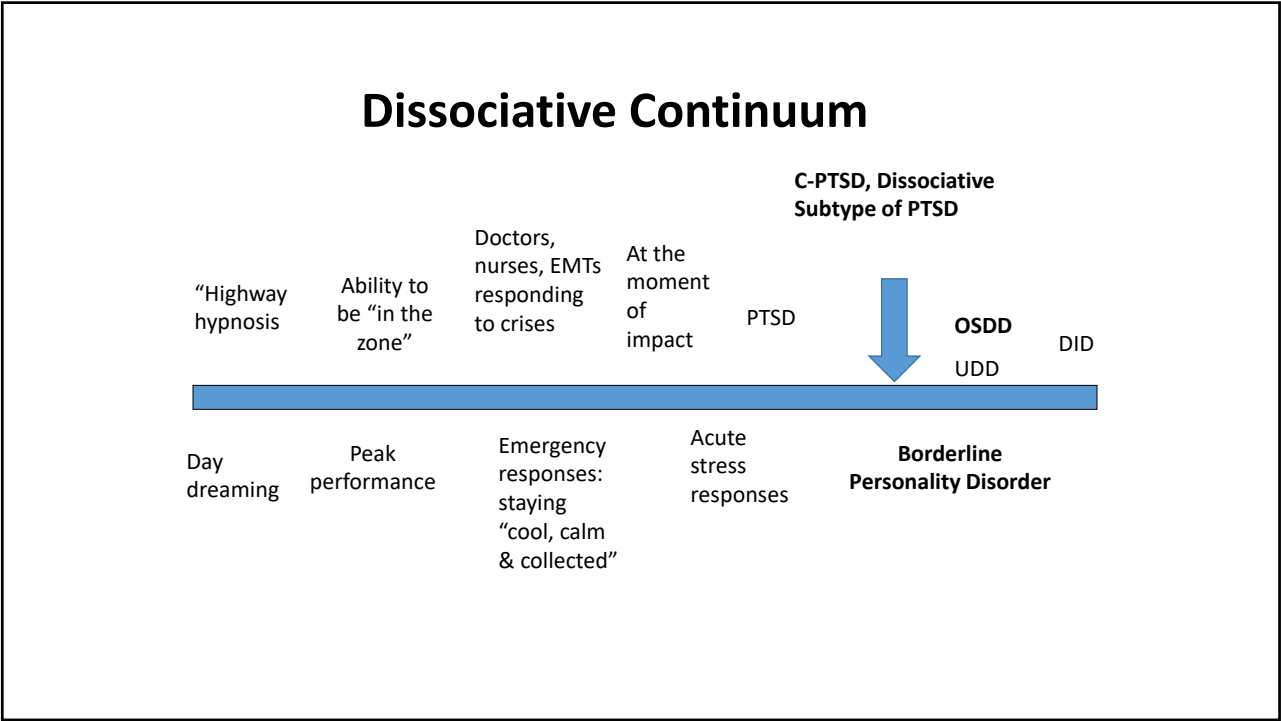 Dissociative Continuum
C-PTSD, Dissociative
Subtype of PTSD
“Highway
hypnosis
Ability to
be “in the
zone”
Doctors,
nurses, EMTs
responding
to crises
At the
moment
of
impact
PTSD
OSDD
UDD
DID
Day
dreaming
Peak
performance
Emergency
responses:
staying
“cool, calm
& collected”
Acute
stress
responses
Borderline
Personality Disorder